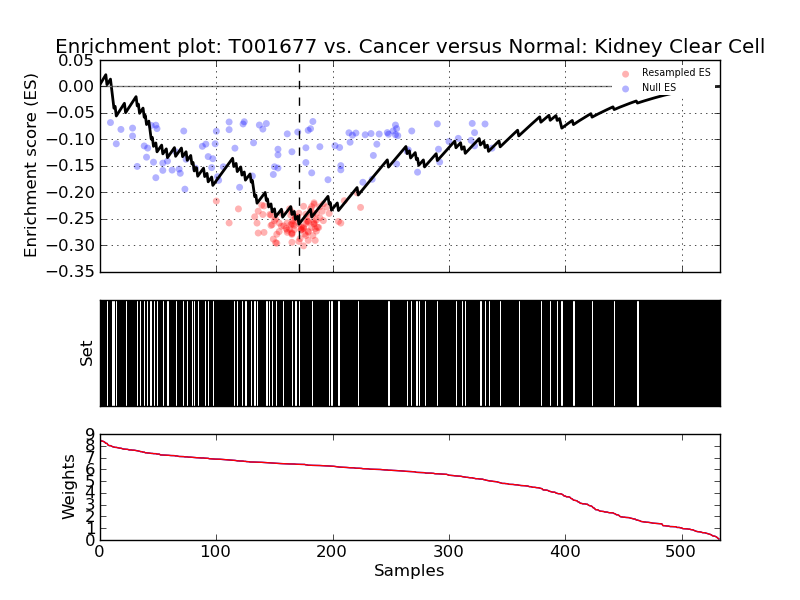 Enrichment plot: T001677 vs. Cancer versus Normal: Kidney Clear Cell
Enrichment score (ES)
0.05
0.00
−0.05
−0.10
−0.15
−0.20
−0.25
−0.30
−0.35
Resampled ES
Null ES
Set
Weights
9
8
7
6
5
4
3
2
1
0
0 100 200 300 400 500
Samples